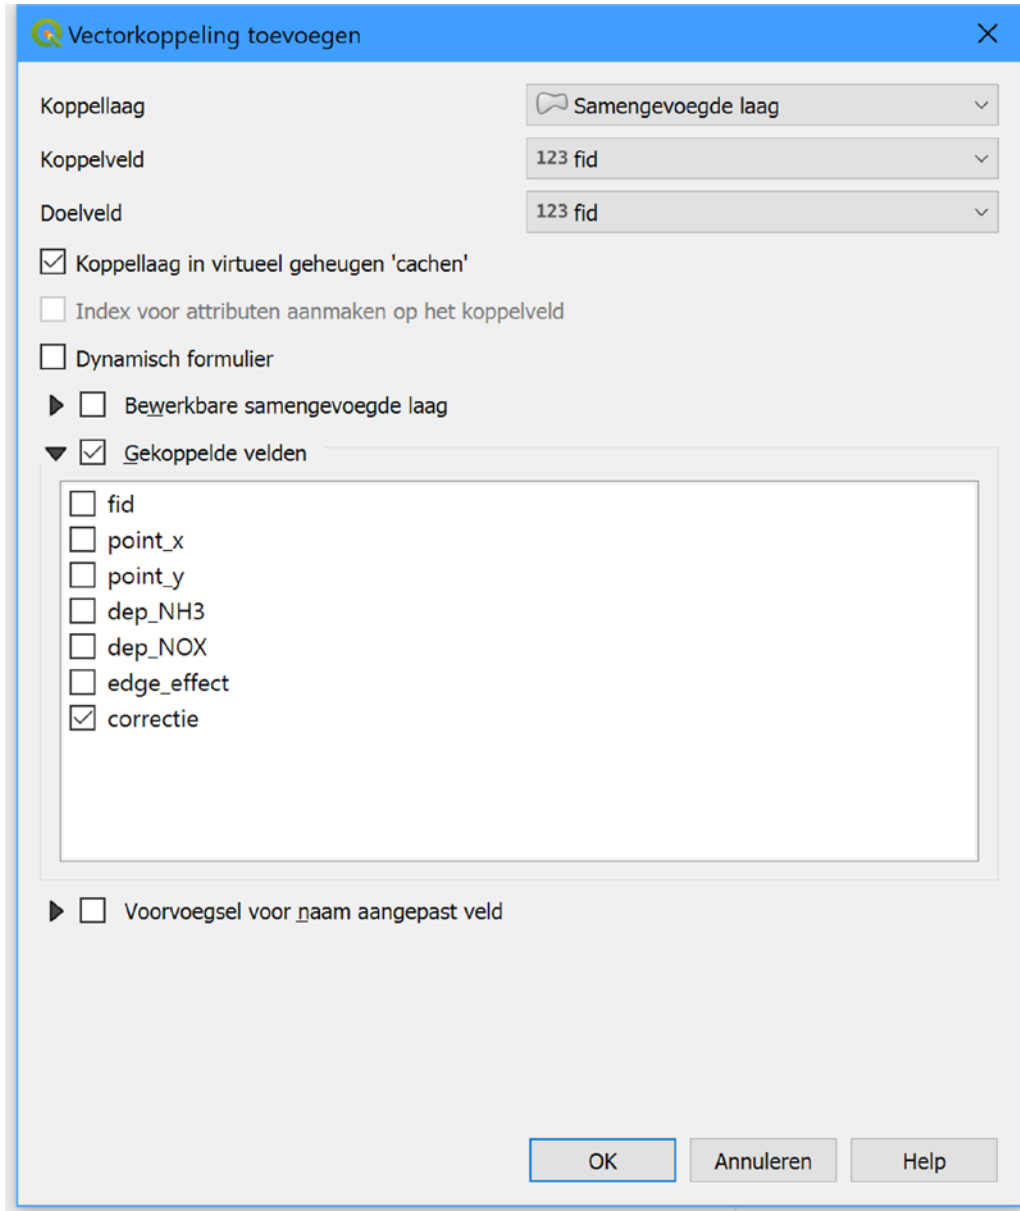 Vectorkoppeling toevoegen
Koppellaag Samengevoegde laag
Koppelveld 123 fid
Doelveld 123 fid
Koppellaag in virtueel geheugen 'cachen'
Index voor attributen aanmaken op het koppelveld
Dynamisch formulier
Bewerkbare samengevoegde laag
Gekoppelde velden
fid
point_x
point_y
dep_NH3
dep_NOX
edge_effect
correctie
Voorvoegsel voor naam aangepast veld
OK Annuleren Help